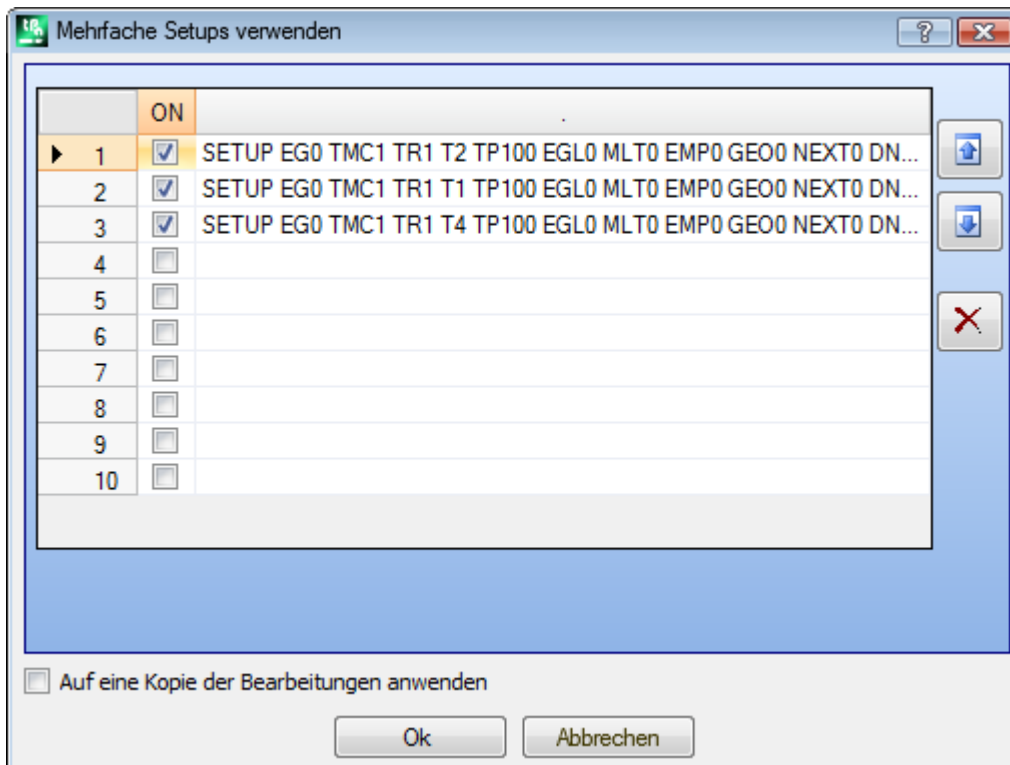 Mehrfache Setups verwenden
ON .
1 SETUP EG0 TMC1 TR1 T2 TP100 EGL0 MLT0 EMP0 GEO0 NEXT0 DN...
2 SETUP EG0 TMC1 TR1 T1 TP100 EGL0 MLT0 EMP0 GEO0 NEXT0 DN...
3 SETUP EG0 TMC1 TR1 T4 TP100 EGL0 MLT0 EMP0 GEO0 NEXT0 DN...
4
5
6
7
8
9
10
Auf eine Kopie der Bearbeitungen anwenden
Ok Abbrechen